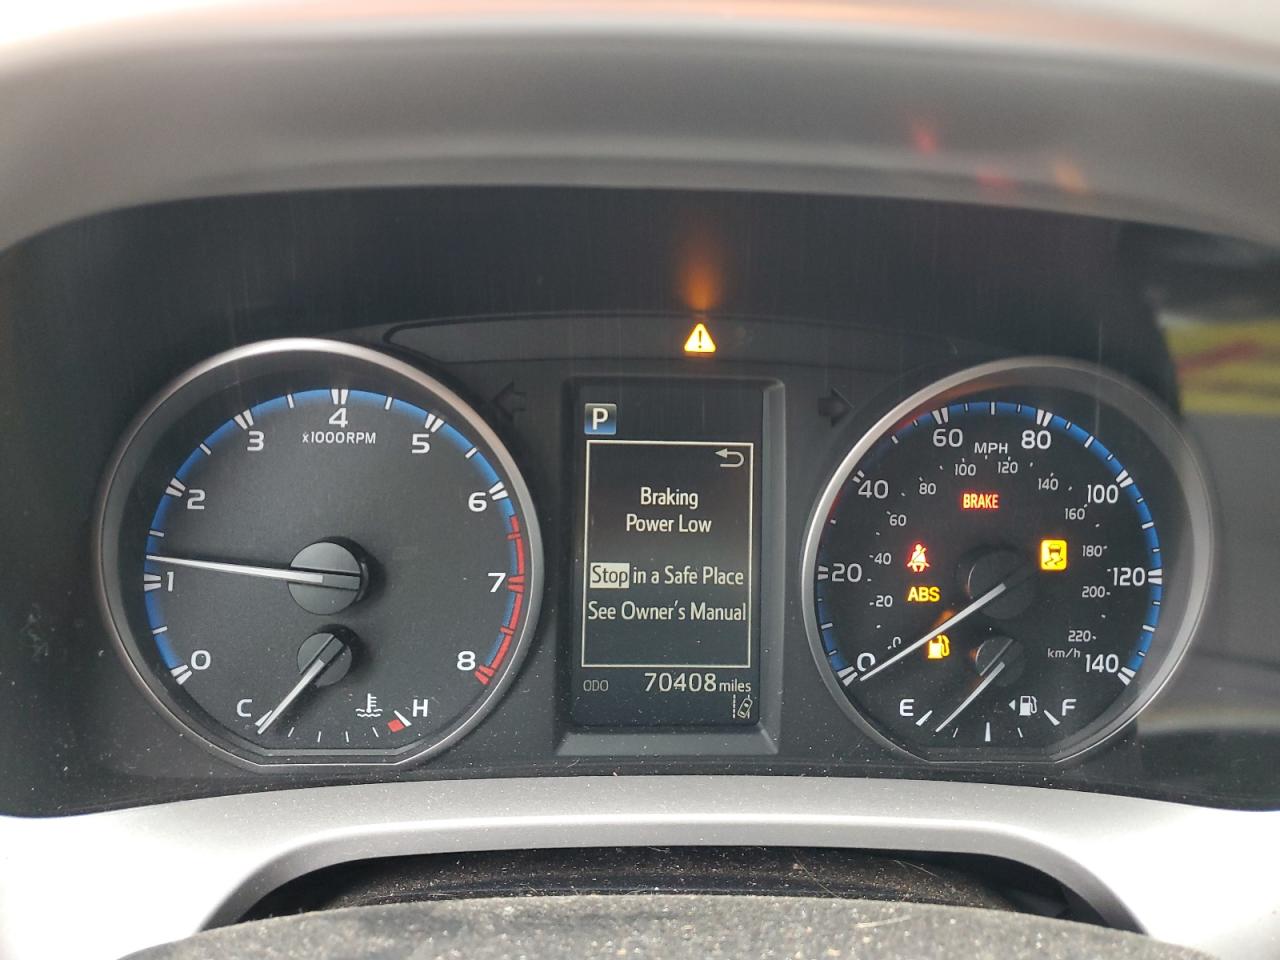 4
x1000RPM
3
5
2
6
1
7
0
8
C
H
P
Braking
Power Low
Stop in a Safe Place
See Owner's Manual
ODO 70408 miles
60 MPH 80
100 120
80 140
40 100
60 BRAKE 160
40 180
20 120
20 ABS 200
0 220
km/h
0 140
E F